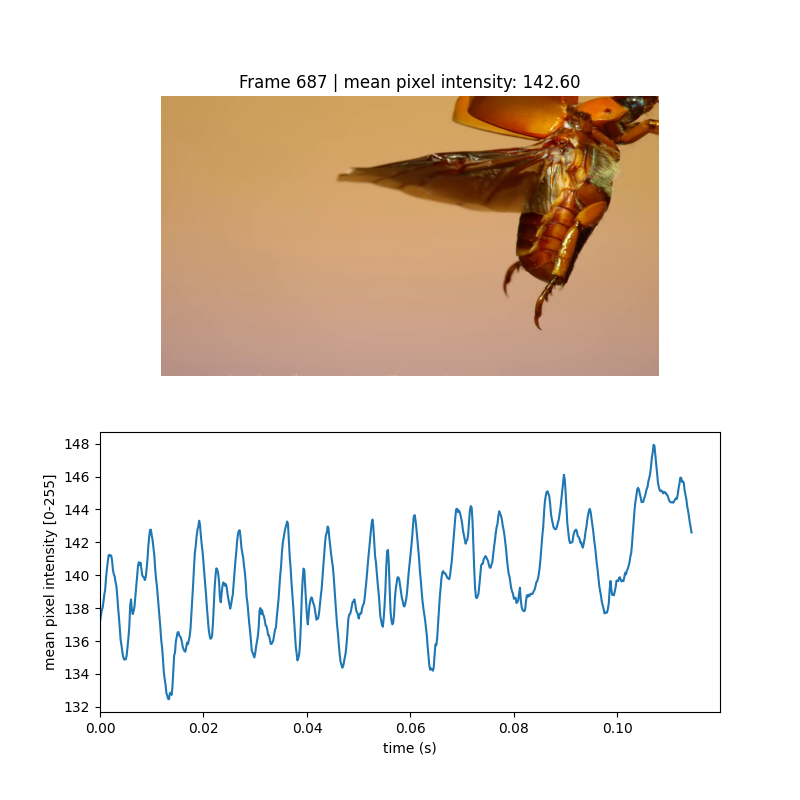 Frame 687 | mean pixel intensity: 142.60
148
146
144
142
140
138
136
134
132
mean pixel intensity [0-255]
0.00 0.02 0.04 0.06 0.08 0.10
time (s)